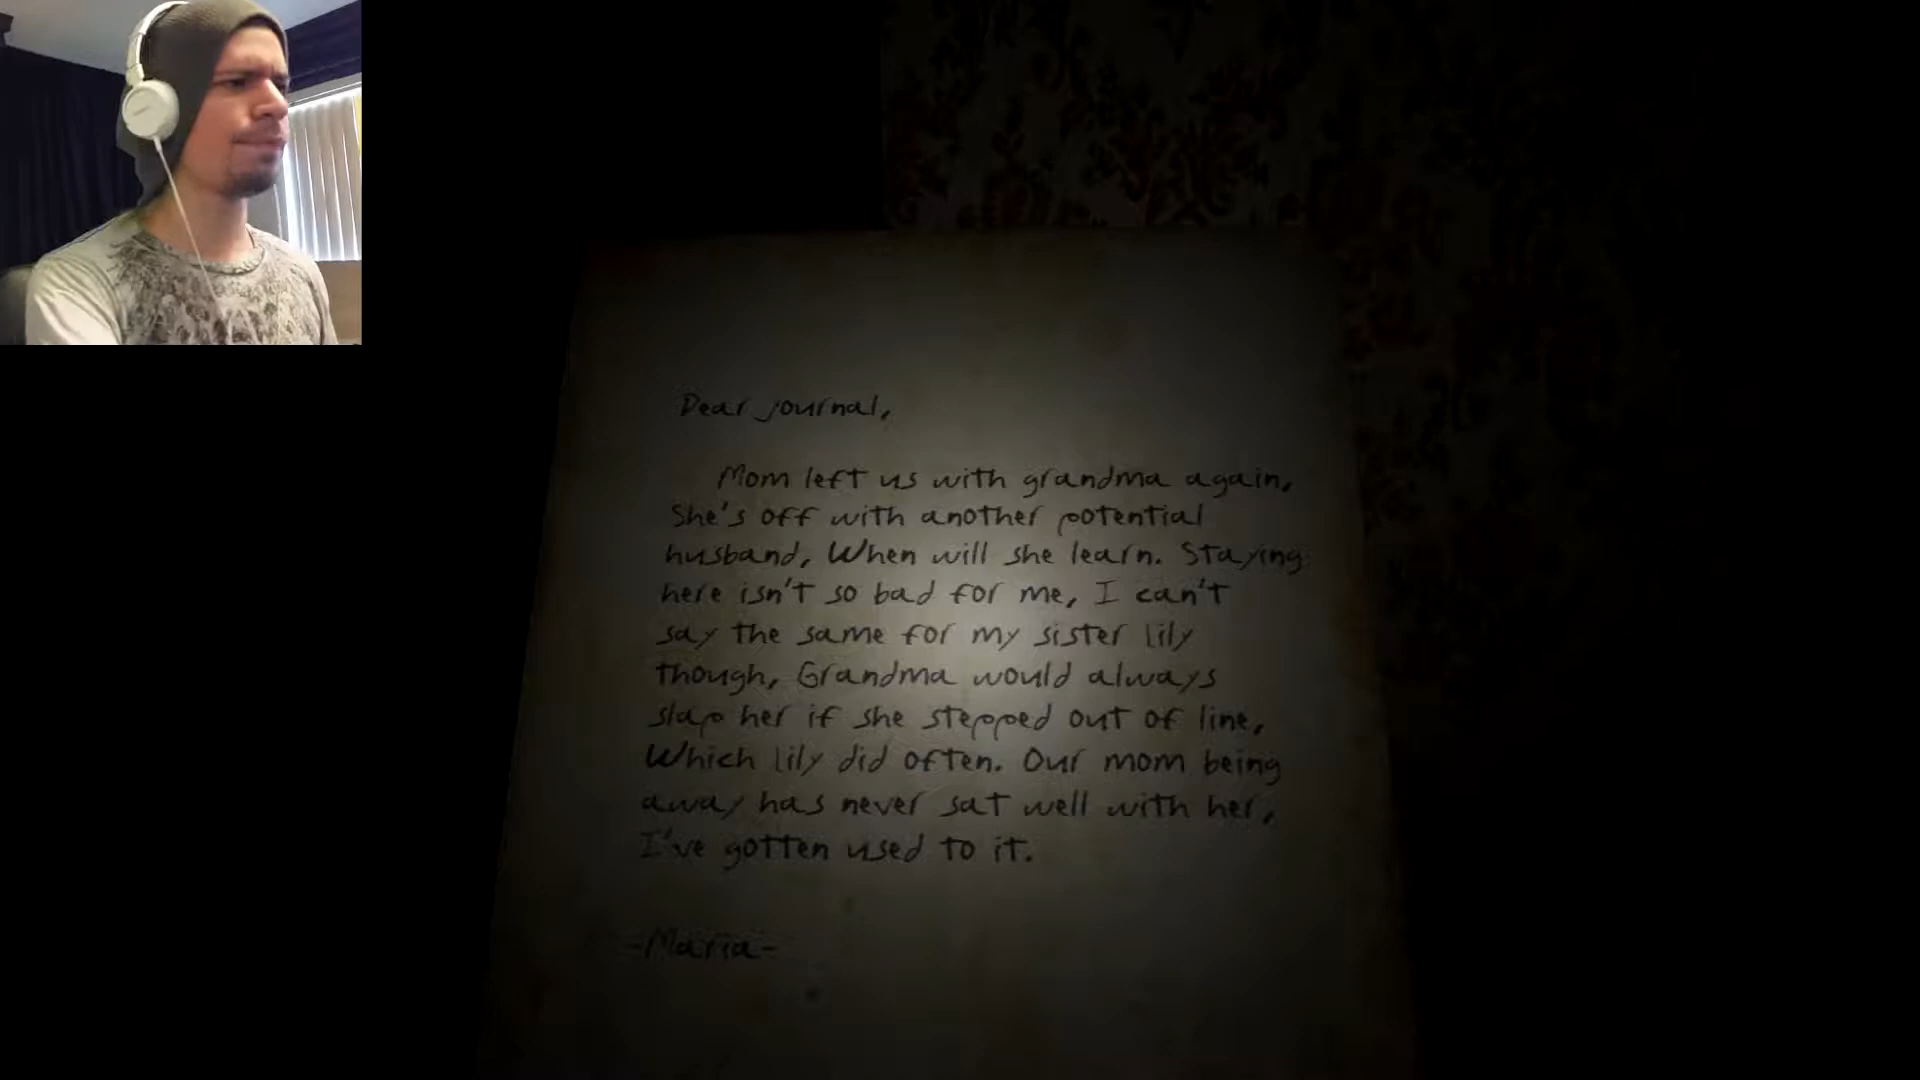 Dear journal,
Mom left us with grandma again,
She's off with another potential
husband, When will she learn. Staying
here isn't so bad for me, I can't
say the same for my sister lily
though, Grandma would always
slap her if she stepped out of line,
Which lily did often. Our mom being
away has never sat well with her,
I've gotten used to it.
-Maria-